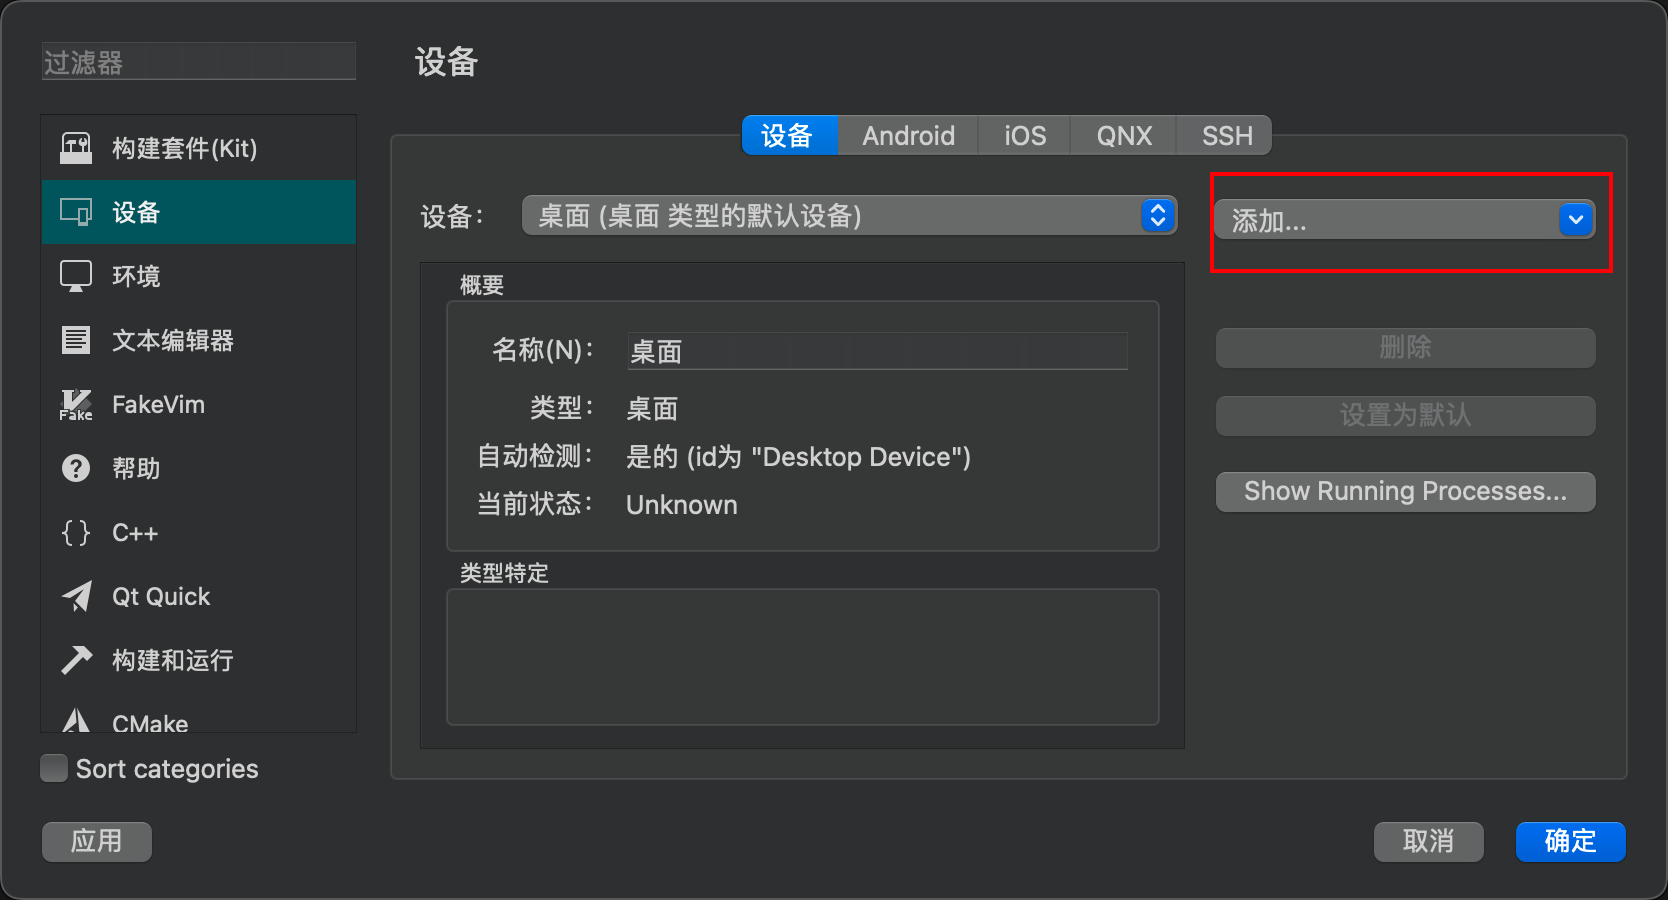 过滤器
构建套件(Kit)
设备
环境
文本编辑器
FakeVim
帮助
C++
Qt Quick
构建和运行
CMake
Sort categories
应用
设备
设备 Android iOS QNX SSH
设备： 桌面 (桌面 类型的默认设备)
添加...
概要
名称(N)： 桌面
类型： 桌面
自动检测： 是的 (id为 "Desktop Device")
当前状态： Unknown
类型特定
删除
设置为默认
Show Running Processes...
取消
确定